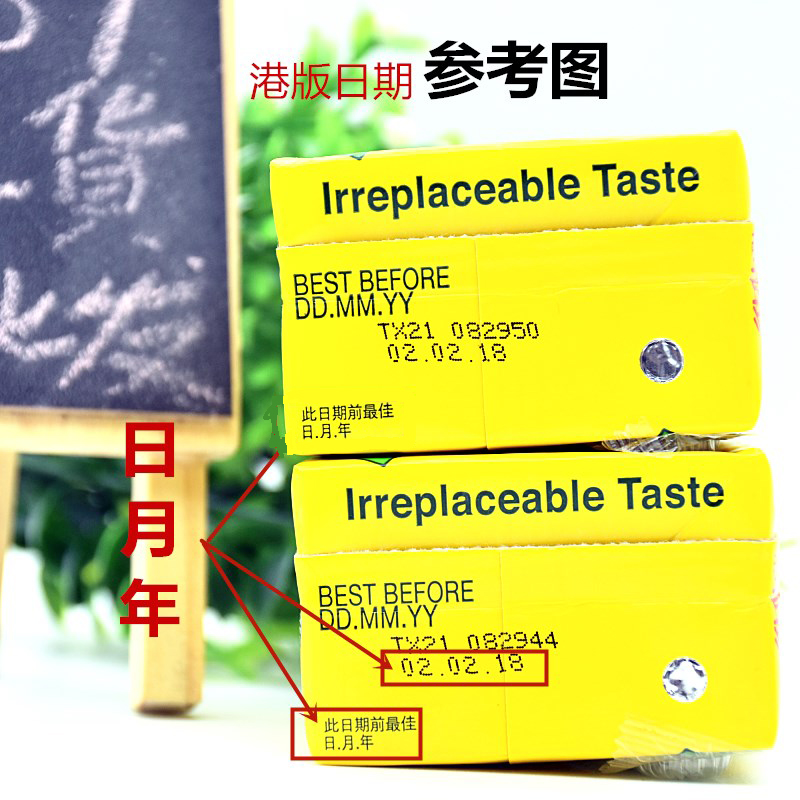 港版日期 参考图
货
发
Irreplaceable Taste
BEST BEFORE
DD.MM.YY
TX21 082950
02.02.18
此日期前最佳
日.月.年
日
月
年
Irreplaceable Taste
BEST BEFORE
DD.MM.YY
TX21 082944
02.02.18
此日期前最佳
日.月.年